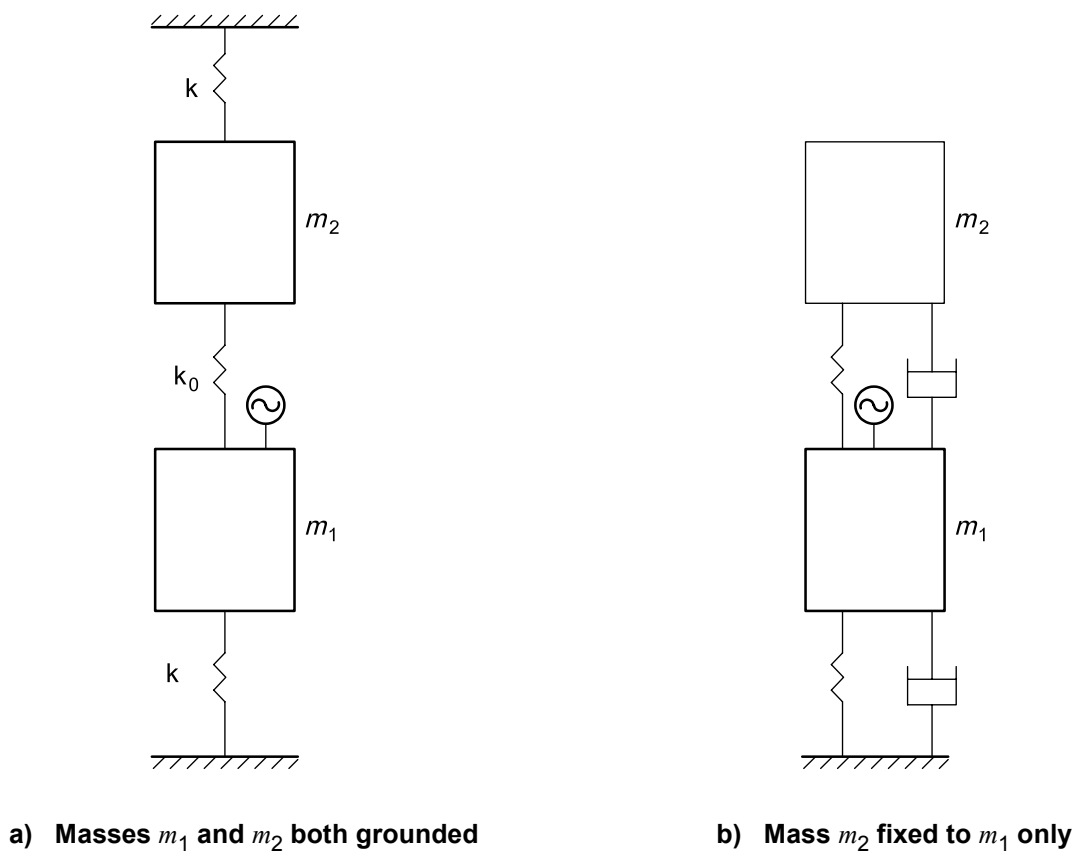 k
m2
k0
m1
k
m2
m1
a) Masses m1 and m2 both grounded
b) Mass m2 fixed to m1 only